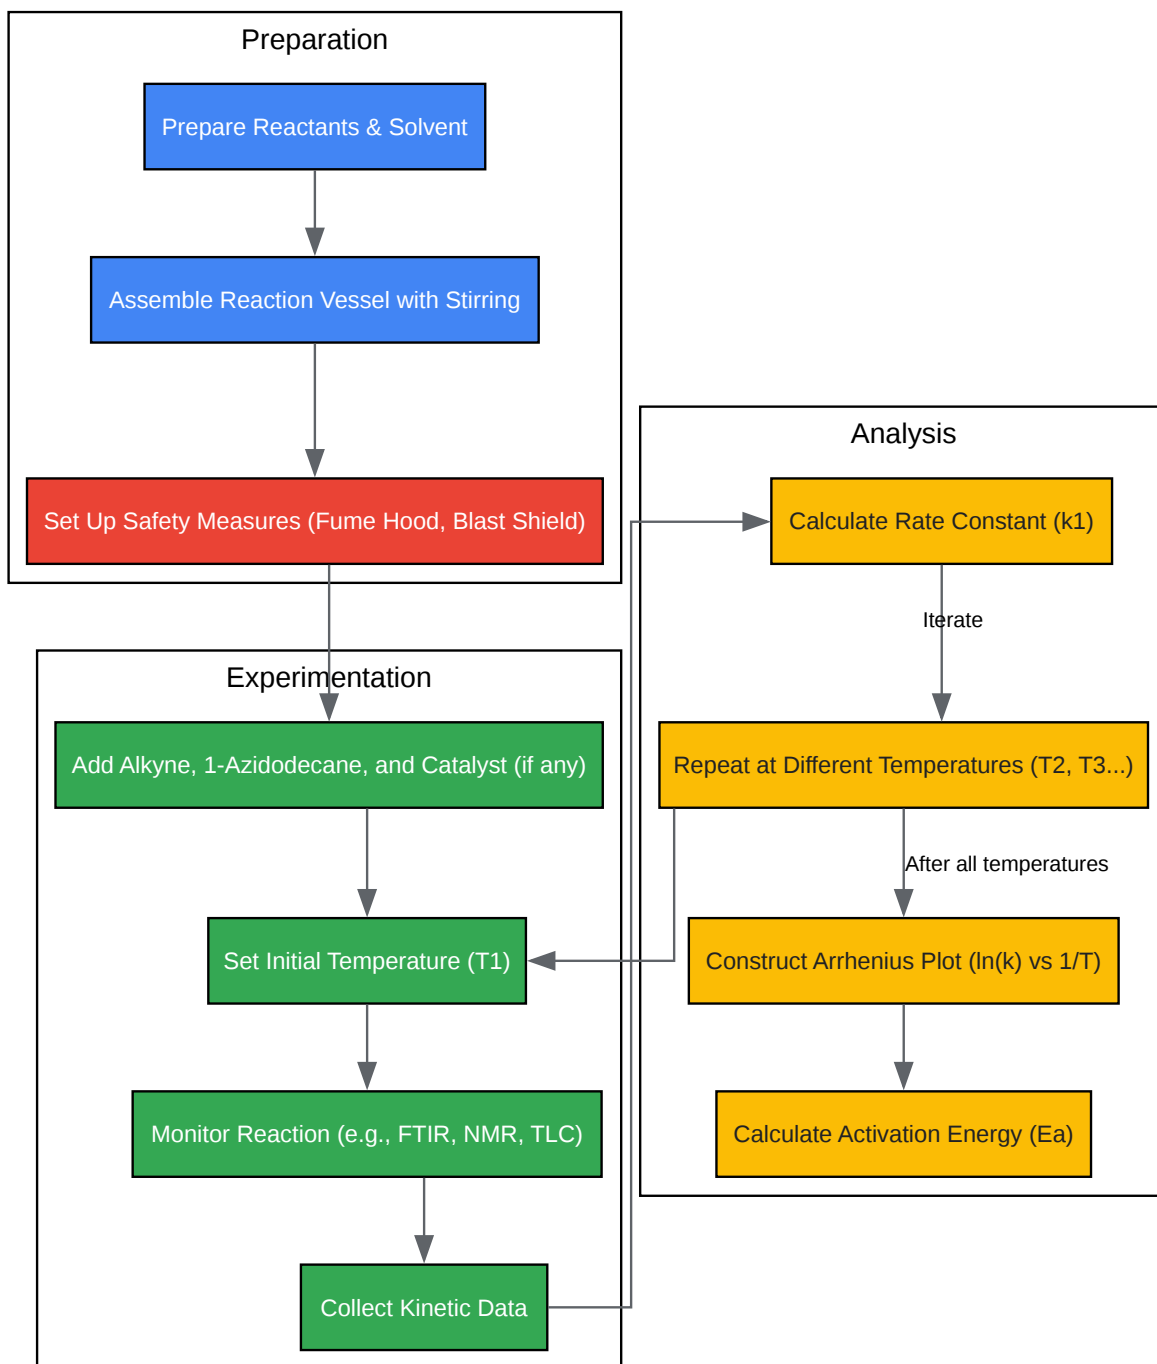 Preparation
Prepare Reactants & Solvent
Assemble Reaction Vessel with Stirring
Set Up Safety Measures (Fume Hood, Blast Shield)
Experimentation
Add Alkyne, 1-Azidodecane, and Catalyst (if any)
Set Initial Temperature (T1)
Monitor Reaction (e.g., FTIR, NMR, TLC)
Collect Kinetic Data
Analysis
Calculate Rate Constant (k1)
Iterate
Repeat at Different Temperatures (T2, T3...)
After all temperatures
Construct Arrhenius Plot (ln(k) vs 1/T)
Calculate Activation Energy (Ea)